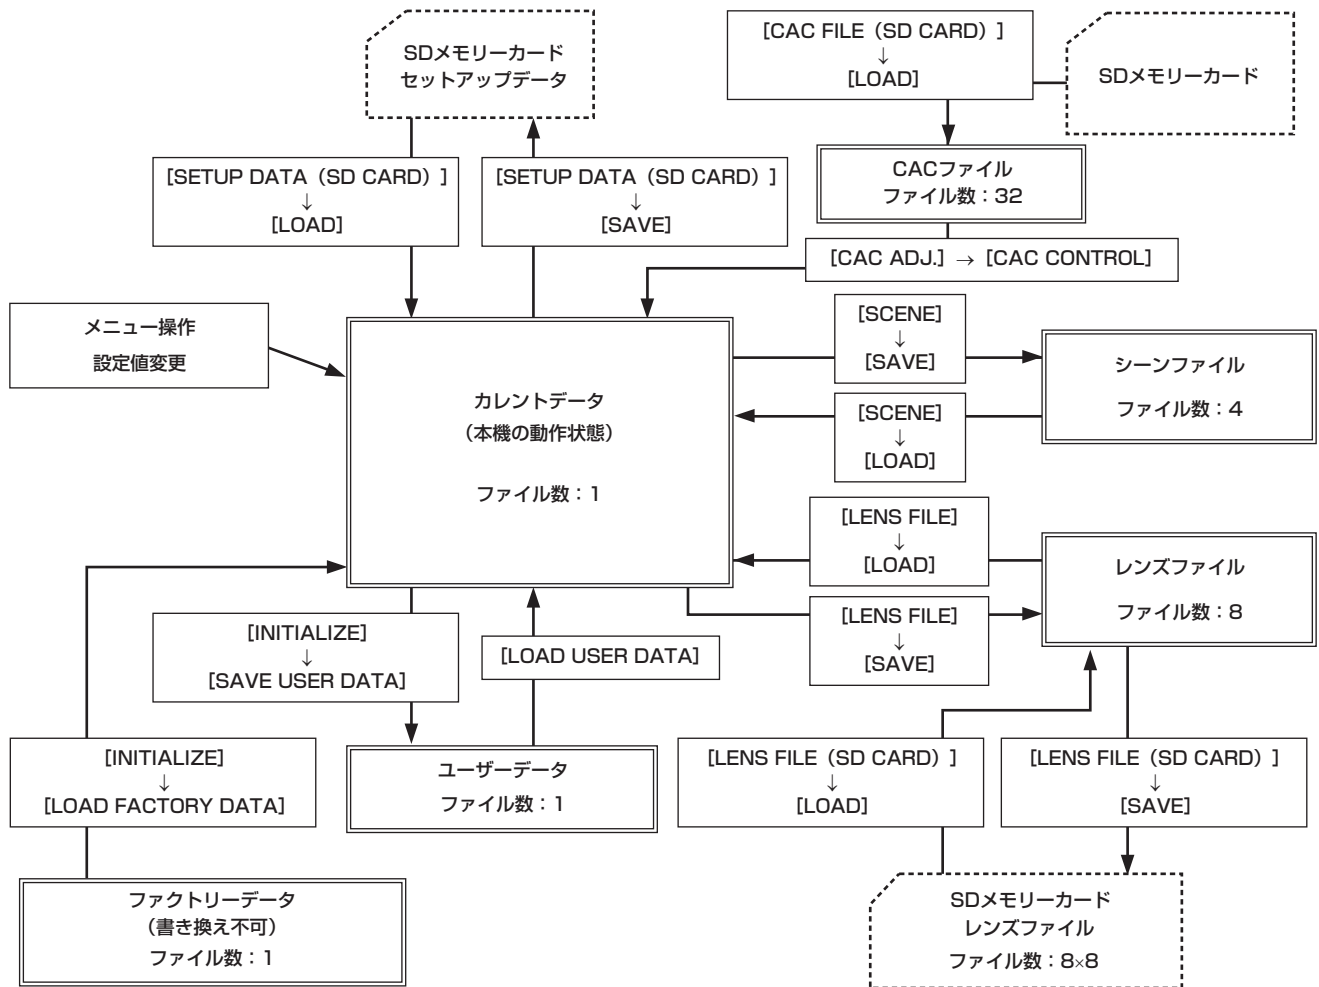 SDメモリーカード
セットアップデータ
[CAC FILE（SD CARD）]
↓
[LOAD]
SDメモリーカード
[SETUP DATA（SD CARD）]
↓
[LOAD]
[SETUP DATA（SD CARD）]
↓
[SAVE]
CACファイル
ファイル数：32
[CAC ADJ.] → [CAC CONTROL]
メニュー操作
設定値変更
カレントデータ
（本機の動作状態）
ファイル数：1
[SCENE]
↓
[SAVE]
[SCENE]
↓
[LOAD]
シーンファイル
ファイル数：4
[LENS FILE]
↓
[LOAD]
[LENS FILE]
↓
[SAVE]
レンズファイル
ファイル数：8
[INITIALIZE]
↓
[SAVE USER DATA]
[LOAD USER DATA]
[INITIALIZE]
↓
[LOAD FACTORY DATA]
ユーザーデータ
ファイル数：1
[LENS FILE（SD CARD）]
↓
[LOAD]
[LENS FILE（SD CARD）]
↓
[SAVE]
ファクトリーデータ
（書き換え不可）
ファイル数：1
SDメモリーカード
レンズファイル
ファイル数：8×8